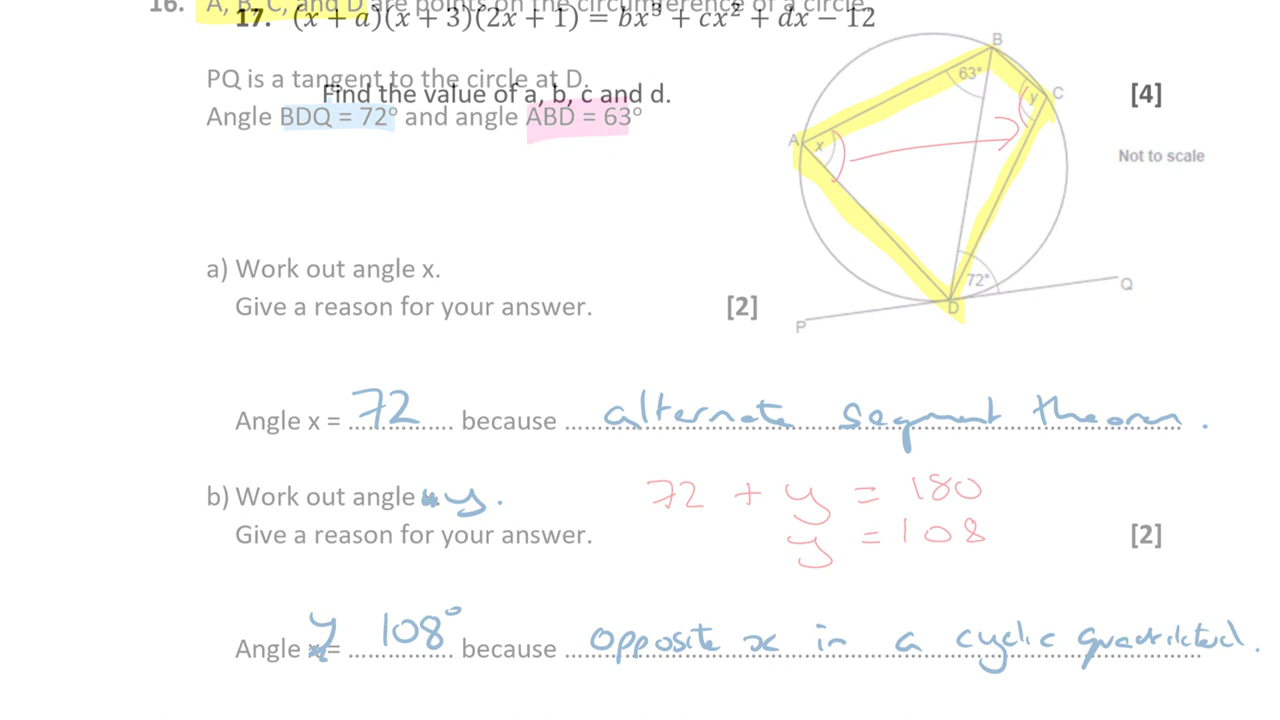 16. A, B, C, and D are points on the circumference of a circle.
17. (x + a)(x + 3)(2x + 1) = bx³ + cx² + dx − 12
PQ is a tangent to the circle at D.
Find the value of a, b, c and d. [4]
Angle BDQ = 72° and angle ABD = 63°
B
63°
C
y
A
x
Not to scale
72°
Q
D
P
a) Work out angle x.
Give a reason for your answer. [2]
Angle x = 72 because alternate segment theorem.
b) Work out angle y.
72 + y = 180
Give a reason for your answer. [2]
y = 108
Angle y = 108° because opposite x in a cyclic quadrilateral.